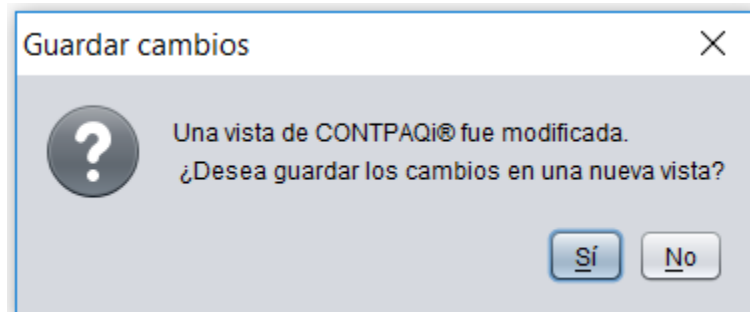 Guardar cambios
Una vista de CONTPAQi® fue modificada.
¿Desea guardar los cambios en una nueva vista?
Sí No